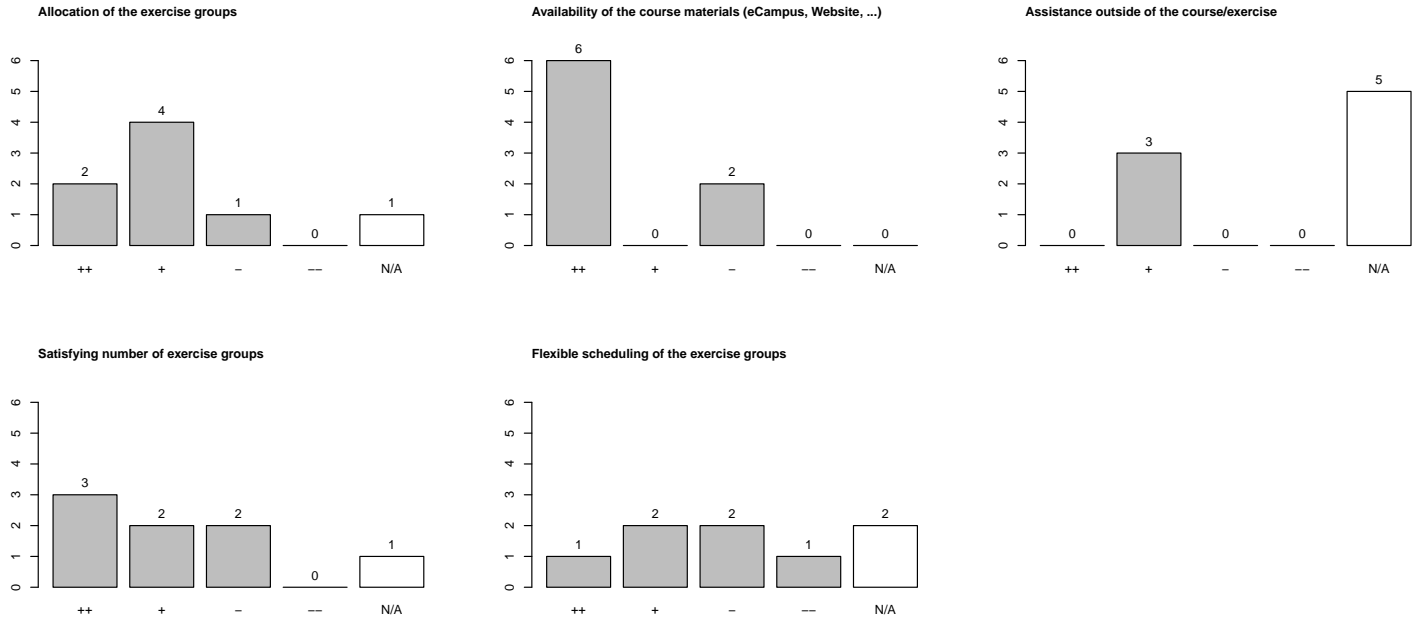 Allocation of the exercise groups
0 1 2 3 4 5 6
2 4 1 0 1
++ + − −− N/A
Availability of the course materials (eCampus, Website, ...)
0 1 2 3 4 5 6
6 0 2 0 0
++ + − −− N/A
Assistance outside of the course/exercise
0 1 2 3 4 5 6
0 3 0 0 5
++ + − −− N/A
Satisfying number of exercise groups
0 1 2 3 4 5 6
3 2 2 0 1
++ + − −− N/A
Flexible scheduling of the exercise groups
0 1 2 3 4 5 6
1 2 2 1 2
++ + − −− N/A